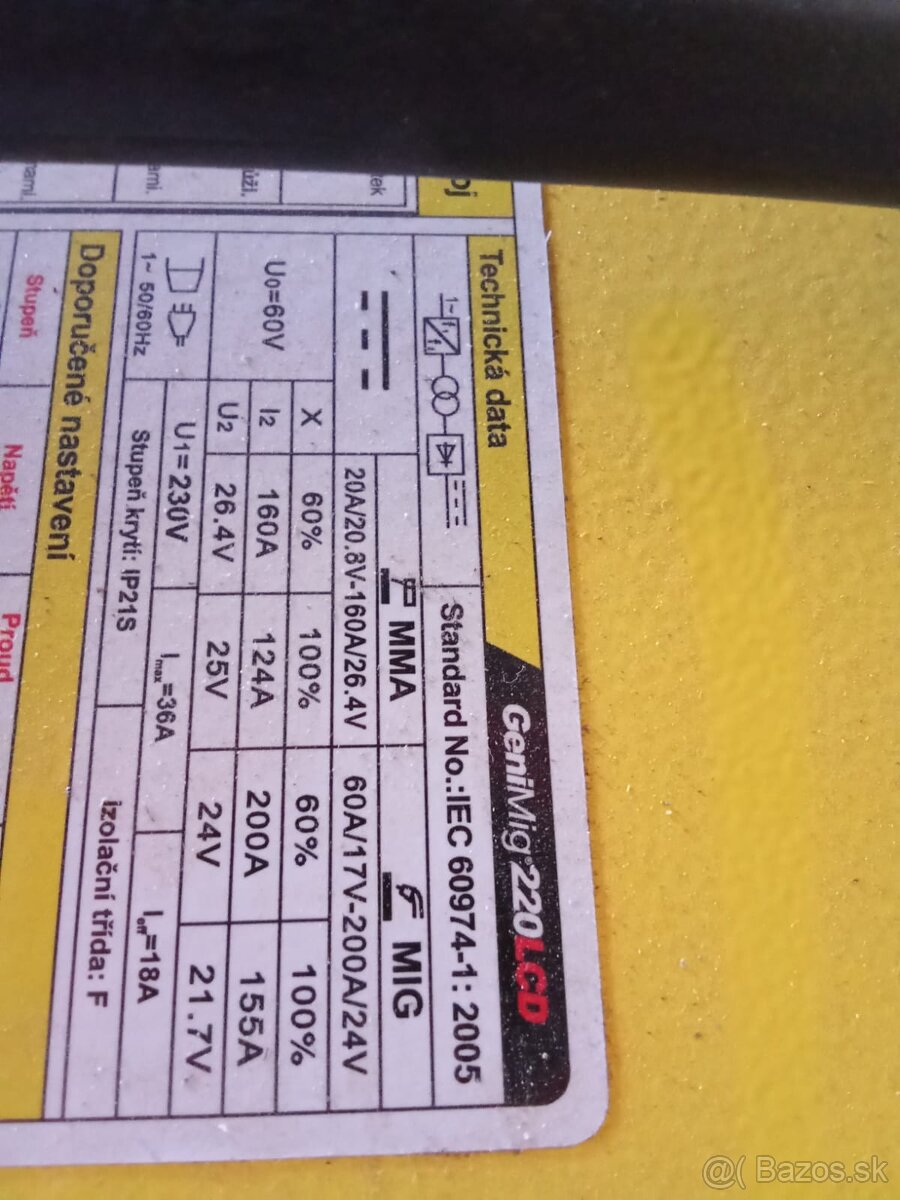 Technická data GeniMig®220LCD
1~ Standard No.:IEC 60974-1: 2005
MMA MIG
20A/20.8V-160A/26.4V 60A/17V-200A/24V
U0=60V
X 60% 100% 60% 100%
I2 160A 124A 200A 155A
U2 26.4V 25V 24V 21.7V
1~ 50/60Hz
U1=230V Imax=36A Ieff=18A
Stupeň krytí: IP21S izolační třída: F
Doporučené nastavení
Stupeň Napětí Proud
@( Bazos.sk